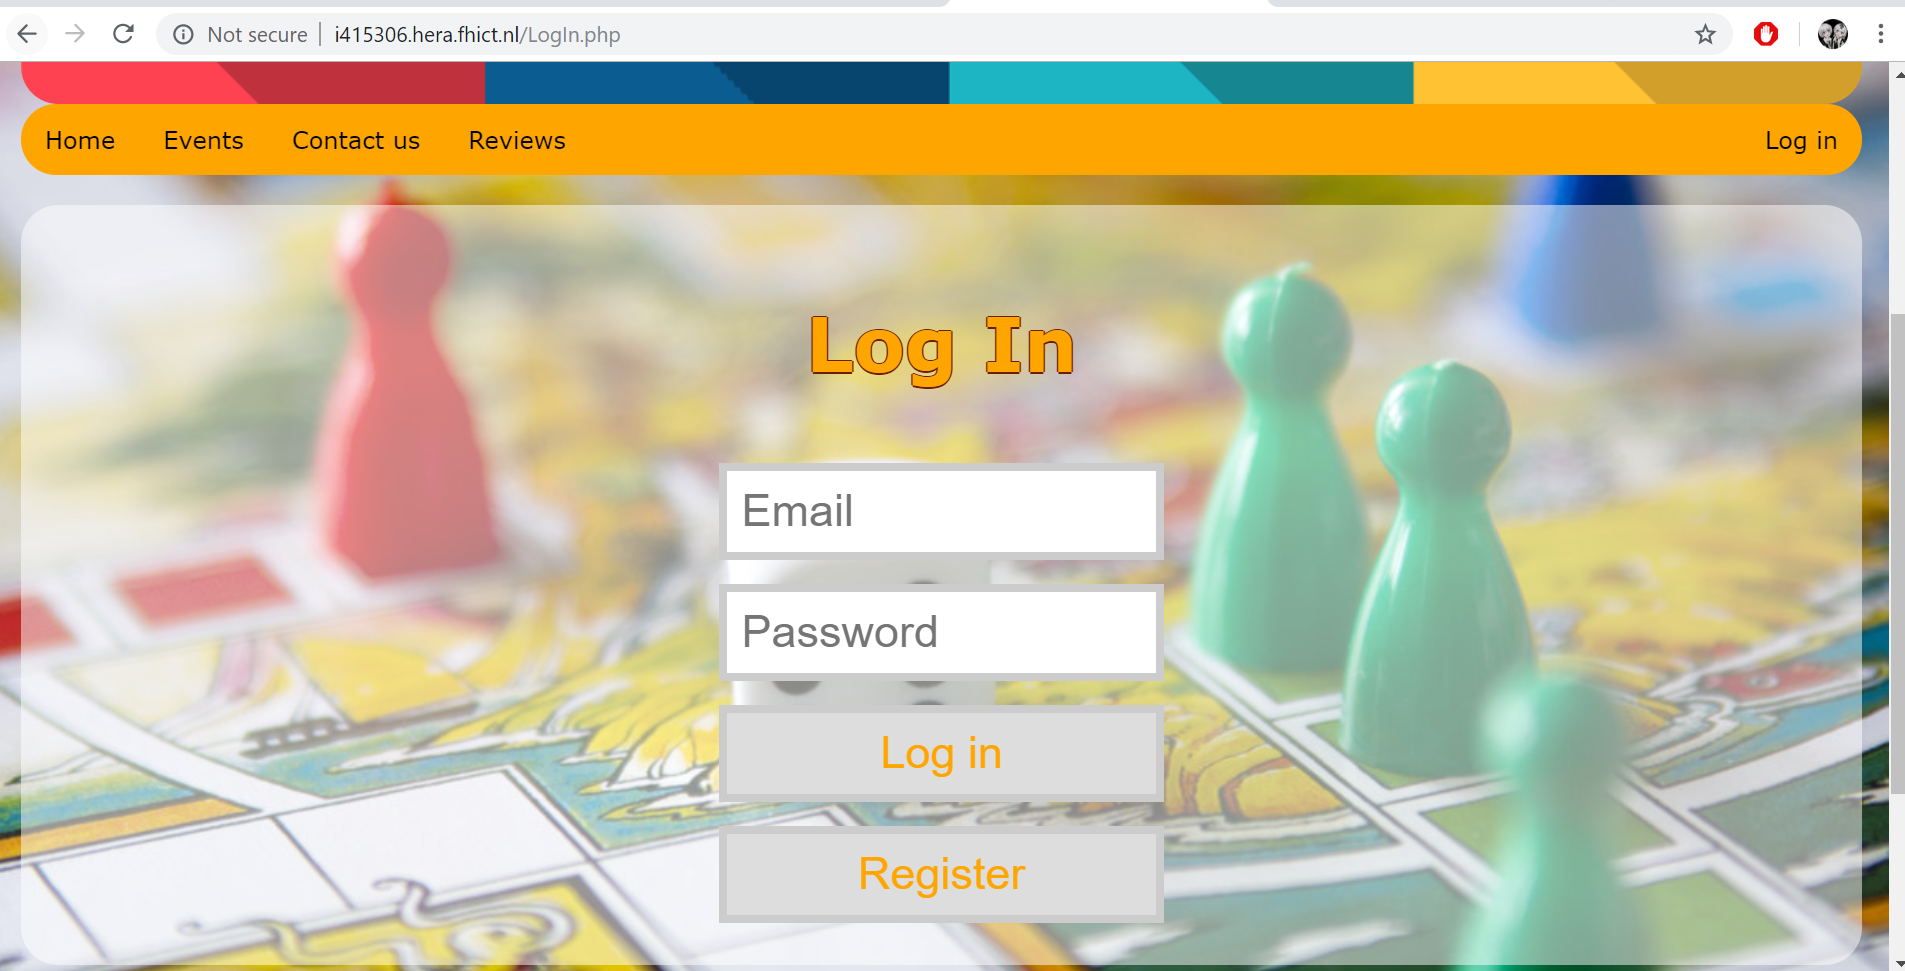 Not secure | i415306.hera.fhict.nl/LogIn.php
Home Events Contact us Reviews Log in
Log In
Email
Password
Log in
Register